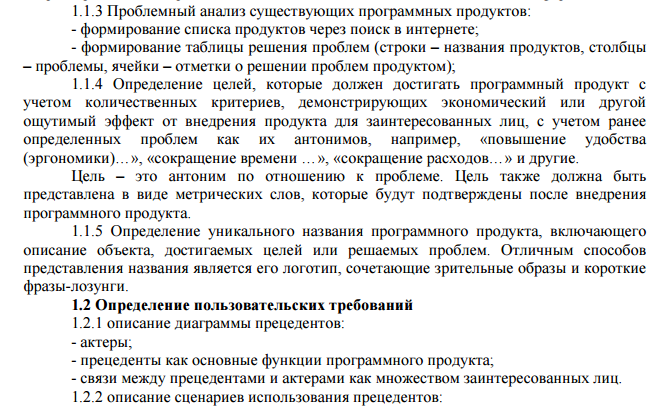 1.1.3 Проблемный анализ существующих программных продуктов:
- формирование списка продуктов через поиск в интернете;
- формирование таблицы решения проблем (строки – названия продуктов, столбцы
– проблемы, ячейки – отметки о решении проблем продуктом);
1.1.4 Определение целей, которые должен достигать программный продукт с
учетом количественных критериев, демонстрирующих экономический или другой
ощутимый эффект от внедрения продукта для заинтересованных лиц, с учетом ранее
определенных проблем как их антонимов, например, «повышение удобства
(эргономики)…», «сокращение времени …», «сокращение расходов…» и другие.
Цель – это антоним по отношению к проблеме. Цель также должна быть
представлена в виде метрических слов, которые будут подтверждены после внедрения
программного продукта.
1.1.5 Определение уникального названия программного продукта, включающего
описание объекта, достигаемых целей или решаемых проблем. Отличным способов
представления названия является его логотип, сочетающие зрительные образы и короткие
фразы-лозунги.
1.2 Определение пользовательских требований
1.2.1 описание диаграммы прецедентов:
- актеры;
- прецеденты как основные функции программного продукта;
- связи между прецедентами и актерами как множеством заинтересованных лиц.
1.2.2 описание сценариев использования прецедентов: